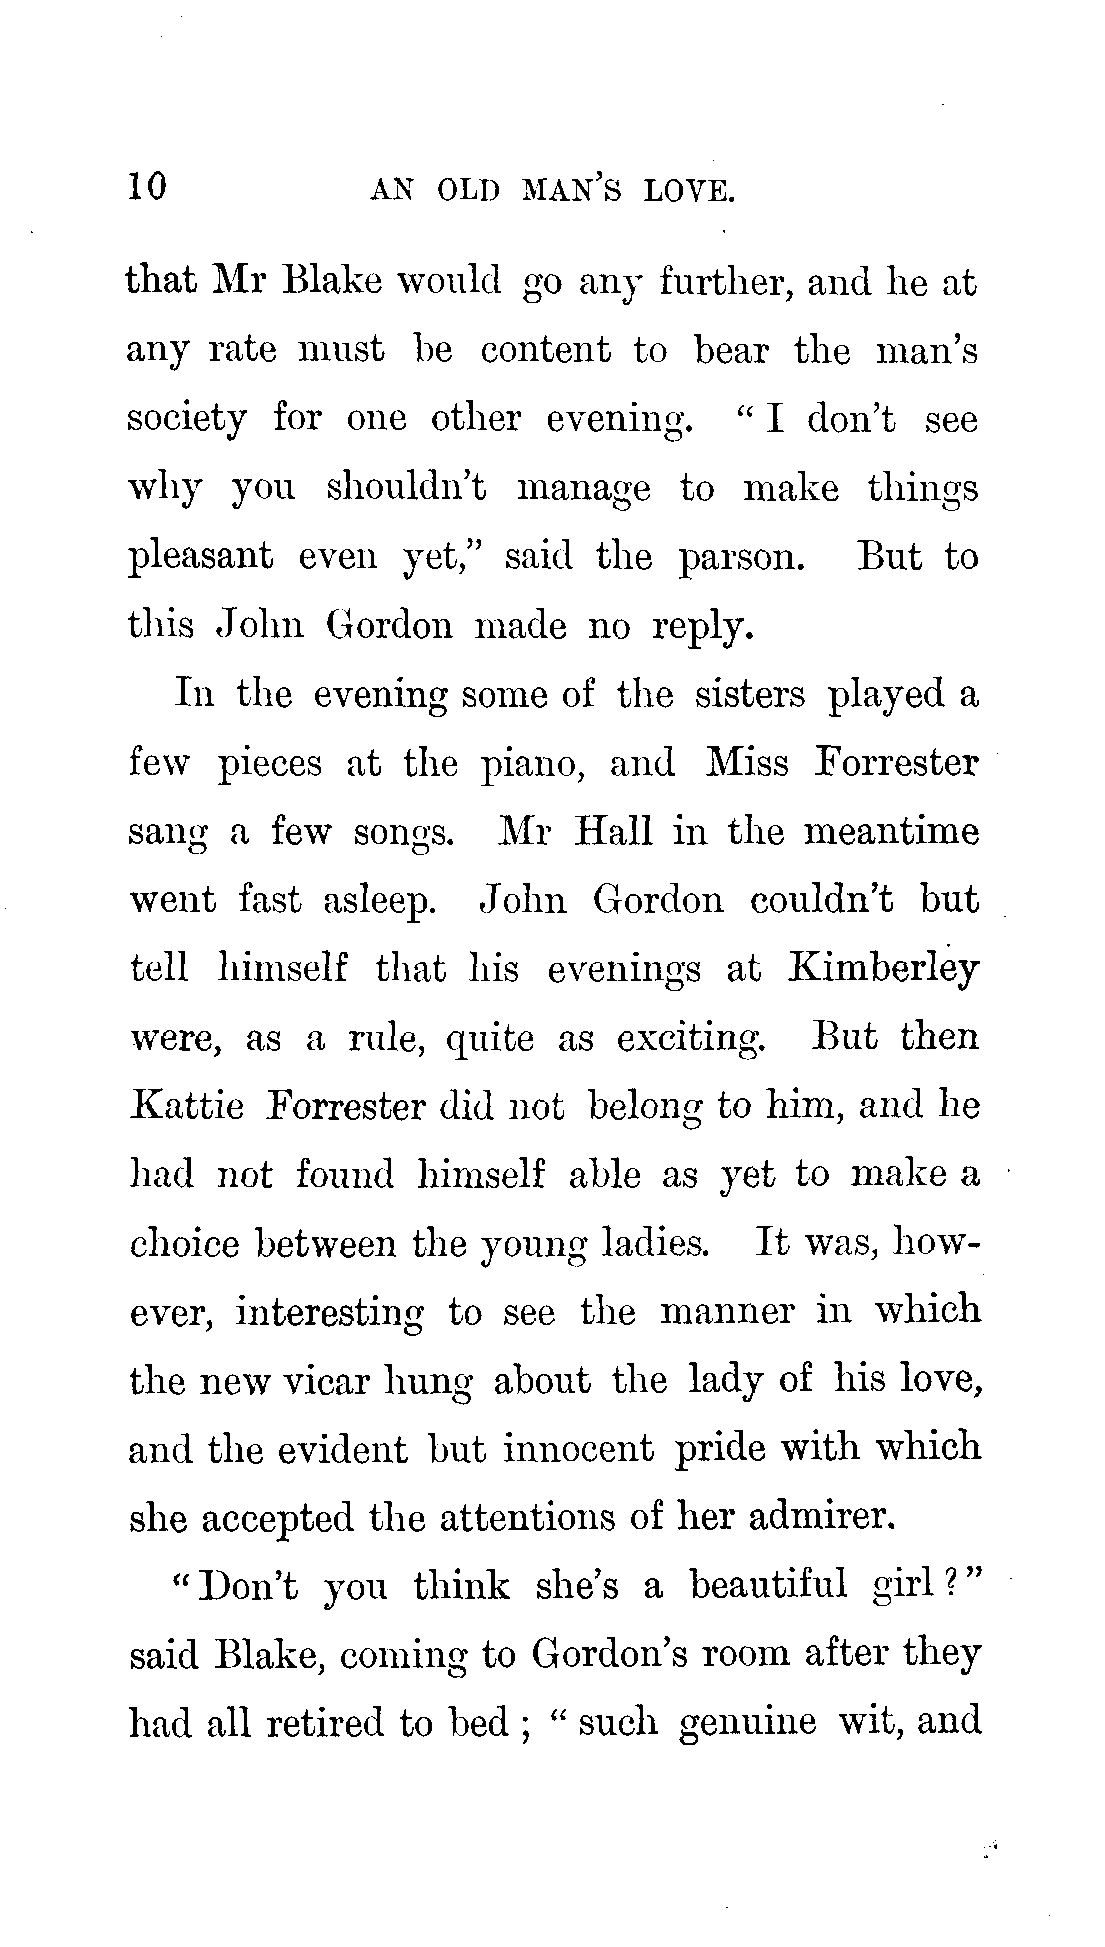 10 AN OLD MAN'S LOVE.
that Mr Blake would go any further, and he at
any rate must be content to bear the man's
society for one other evening. " I don't see
why you shouldn't manage to make things
pleasant even yet," said the parson. But to
this John Gordon made no reply.
In the evening some of the sisters played a
few pieces at the piano, and Miss Forrester
sang a few songs. Mr Hall in the meantime
went fast asleep. John Gordon couldn't but
tell himself that his evenings at Kimberley
were, as a rule, quite as exciting. But then
Kattie Forrester did not belong to him, and he
had not found himself able as yet to make a
choice between the young ladies. It was, how-
ever, interesting to see the manner in which
the new vicar hung about the lady of his love,
and the evident but innocent pride with which
she accepted the attentions of her admirer.
" Don't you think she's a beautiful girl ? "
said Blake, coming to Gordon's room after they
had all retired to bed ; " such genuine wit, and